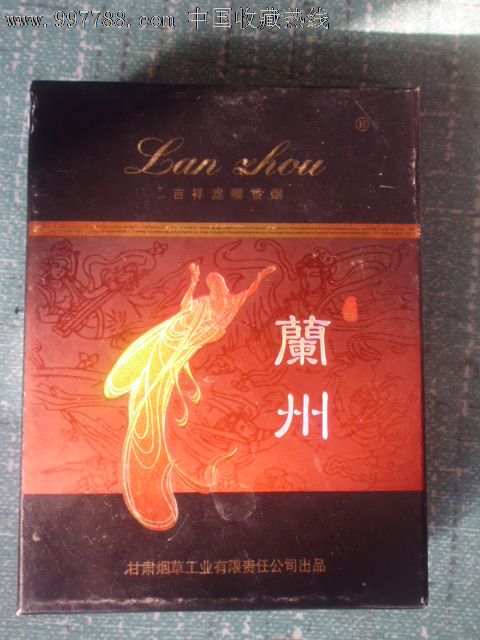 www.997788.com 中国收藏热线
Lan zhou
吉祥滤嘴香烟
蘭州
甘肃烟草工业有限责任公司出品